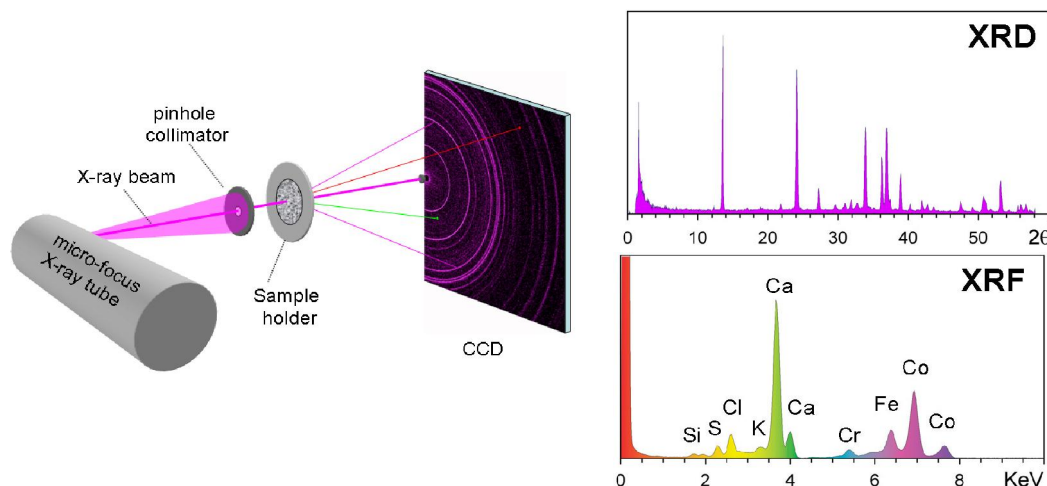 pinhole
collimator
X-ray beam
micro-focus
X-ray tube
Sample
holder
CCD
XRD
0 10 20 30 40 50 2θ
XRF
Ca
Co
Cl
S
Si
K
Ca
Cr
Fe
Co
0 2 4 6 8 KeV